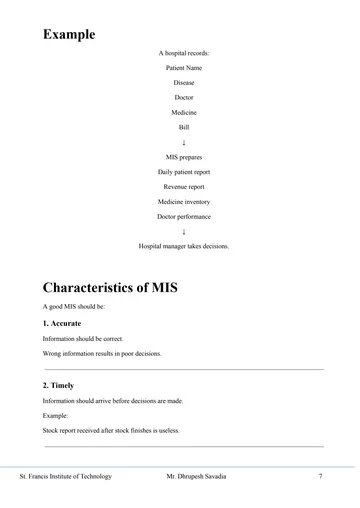 Example
A hospital records:
Patient Name
Disease
Doctor
Medicine
Bill
↓
MIS prepares
Daily patient report
Revenue report
Medicine inventory
Doctor performance
↓
Hospital manager takes decisions.
Characteristics of MIS
A good MIS should be:
1. Accurate
Information should be correct.
Wrong information results in poor decisions.
2. Timely
Information should arrive before decisions are made.
Example:
Stock report received after stock finishes is useless.
St. Francis Institute of Technology Mr. Dhrupesh Savadia 7